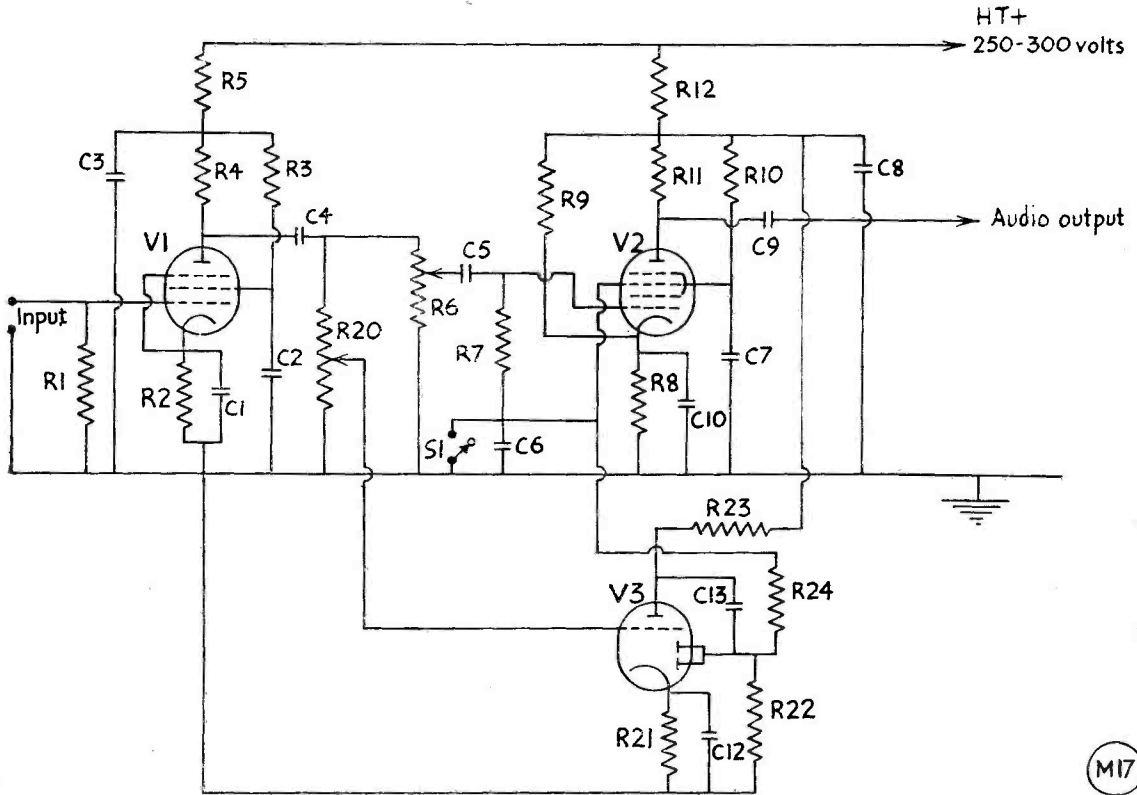 HT+
250-300 volts
R5
R12
C3
R4
R3
R9
R11
R10
C8
C4
V1
C5
V2
C9
Audio output
Input
R6
R20
R7
R1
R2
C1
C2
R8
C10
C7
S1
C6
R23
V3
C13
R24
R21
C12
R22
M17